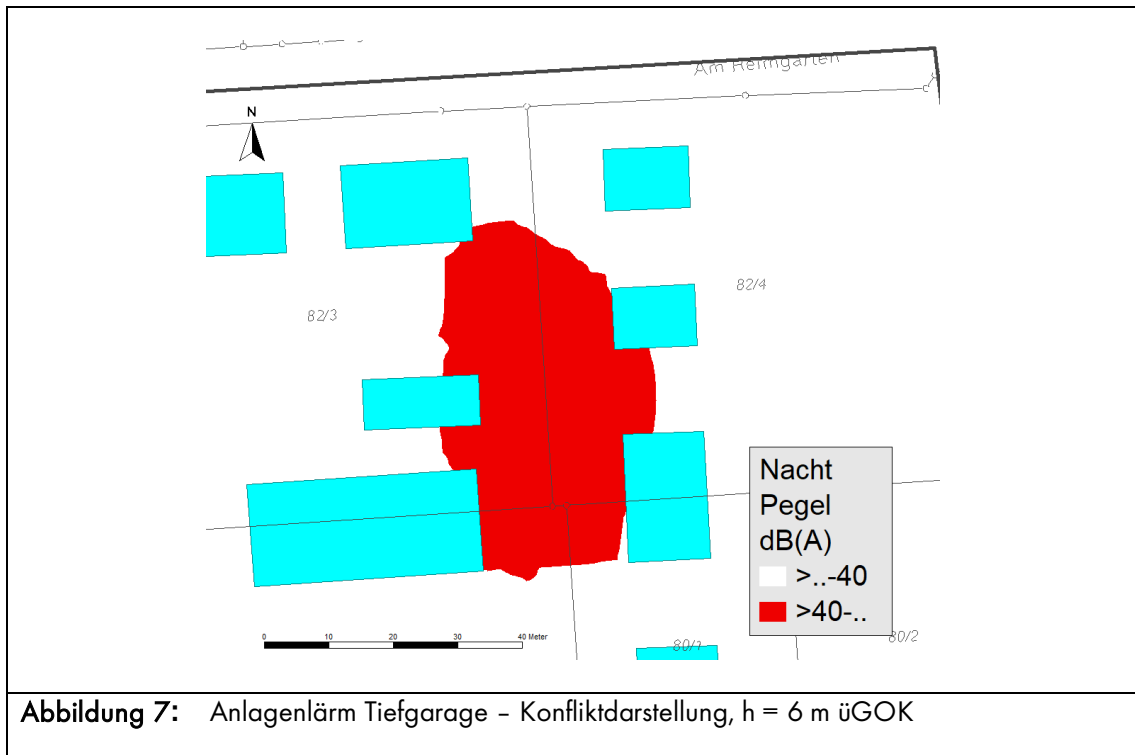 Am Heimgarten
N
82/4
82/3
Nacht
Pegel
dB(A)
>..-40
>40-..
0 10 20 30 40 Meter
80/1
80/2
Abbildung 7: Anlagenlärm Tiefgarage – Konfliktdarstellung, h = 6 m üGOK